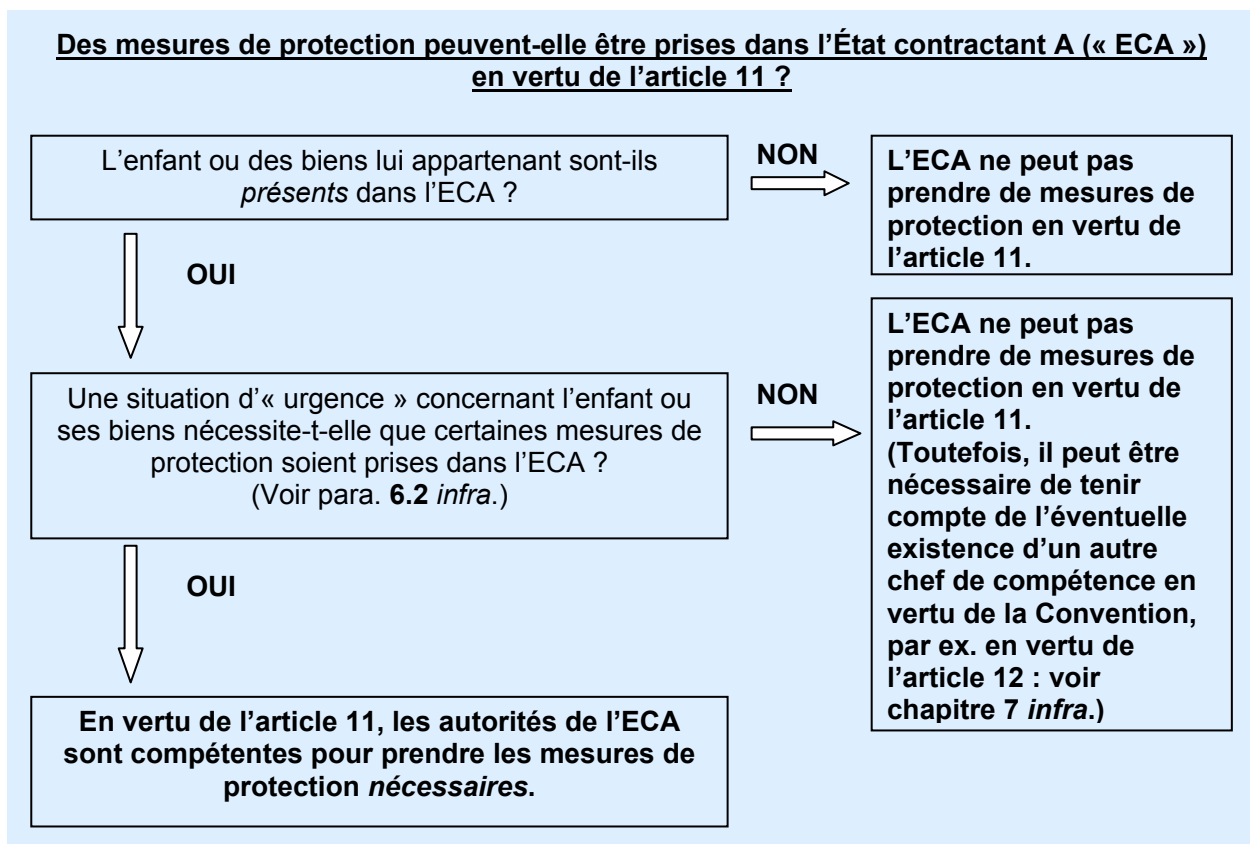 Des mesures de protection peuvent-elle être prises dans l’État contractant A (« ECA »)
en vertu de l’article 11 ?
L’enfant ou des biens lui appartenant sont-ils
présents dans l’ECA ?
NON
L’ECA ne peut pas
prendre de mesures de
protection en vertu de
l’article 11.
OUI
Une situation d’« urgence » concernant l’enfant ou
ses biens nécessite-t-elle que certaines mesures de
protection soient prises dans l’ECA ?
(Voir para. 6.2 infra.)
NON
L’ECA ne peut pas
prendre de mesures de
protection en vertu de
l’article 11.
(Toutefois, il peut être
nécessaire de tenir
compte de l’éventuelle
existence d’un autre
chef de compétence en
vertu de la Convention,
par ex. en vertu de
l’article 12 : voir
chapitre 7 infra.)
OUI
En vertu de l’article 11, les autorités de l’ECA
sont compétentes pour prendre les mesures de
protection nécessaires.